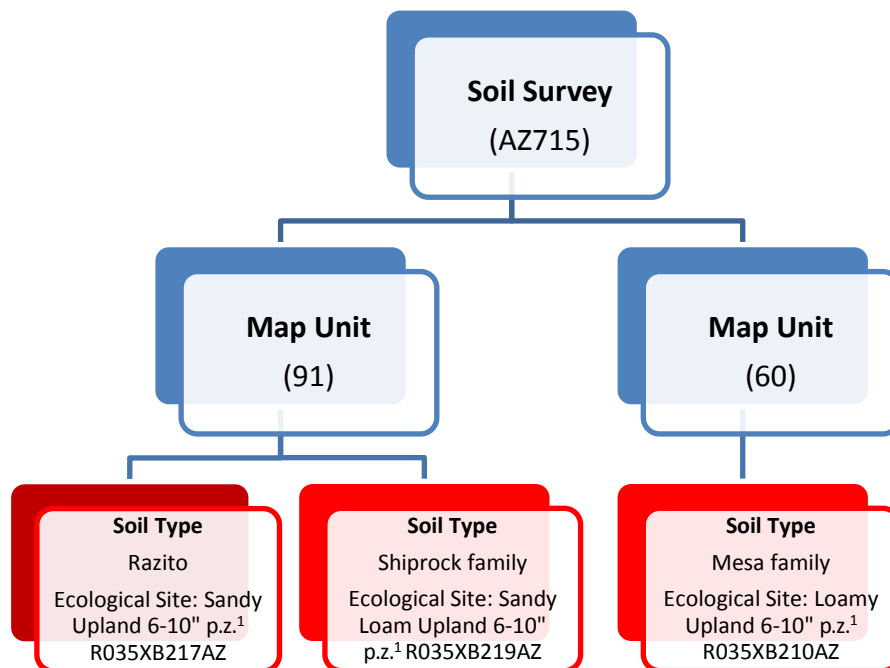 Soil Survey
(AZ715)
Map Unit
(91)
Map Unit
(60)
Soil Type
Razito
Ecological Site: Sandy
Upland 6-10" p.z.¹
R035XB217AZ
Soil Type
Shiprock family
Ecological Site: Sandy
Loam Upland 6-10"
p.z.¹ R035XB219AZ
Soil Type
Mesa family
Ecological Site: Loamy
Upland 6-10" p.z.¹
R035XB210AZ